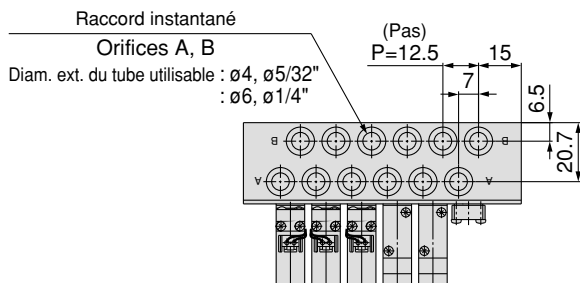 Raccord instantané
Orifices A, B
Diam. ext. du tube utilisable : ø4, ø5/32"
: ø6, ø1/4"
(Pas)
P=12.5
15
7
6.5
20.7
B
B
A
A